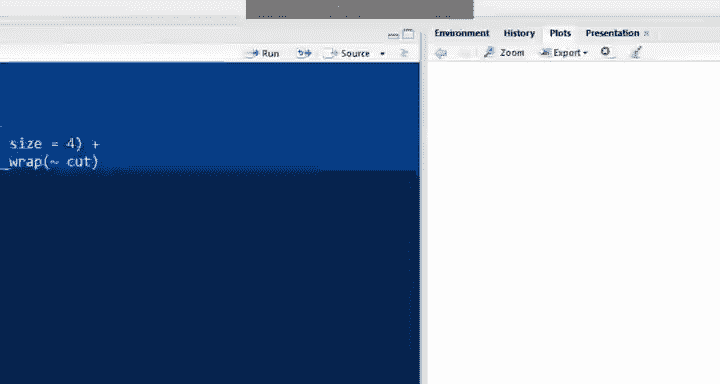 Environment History Plots Presentation
Run Source Zoom Export
size = 4) +
_wrap(~ cut)